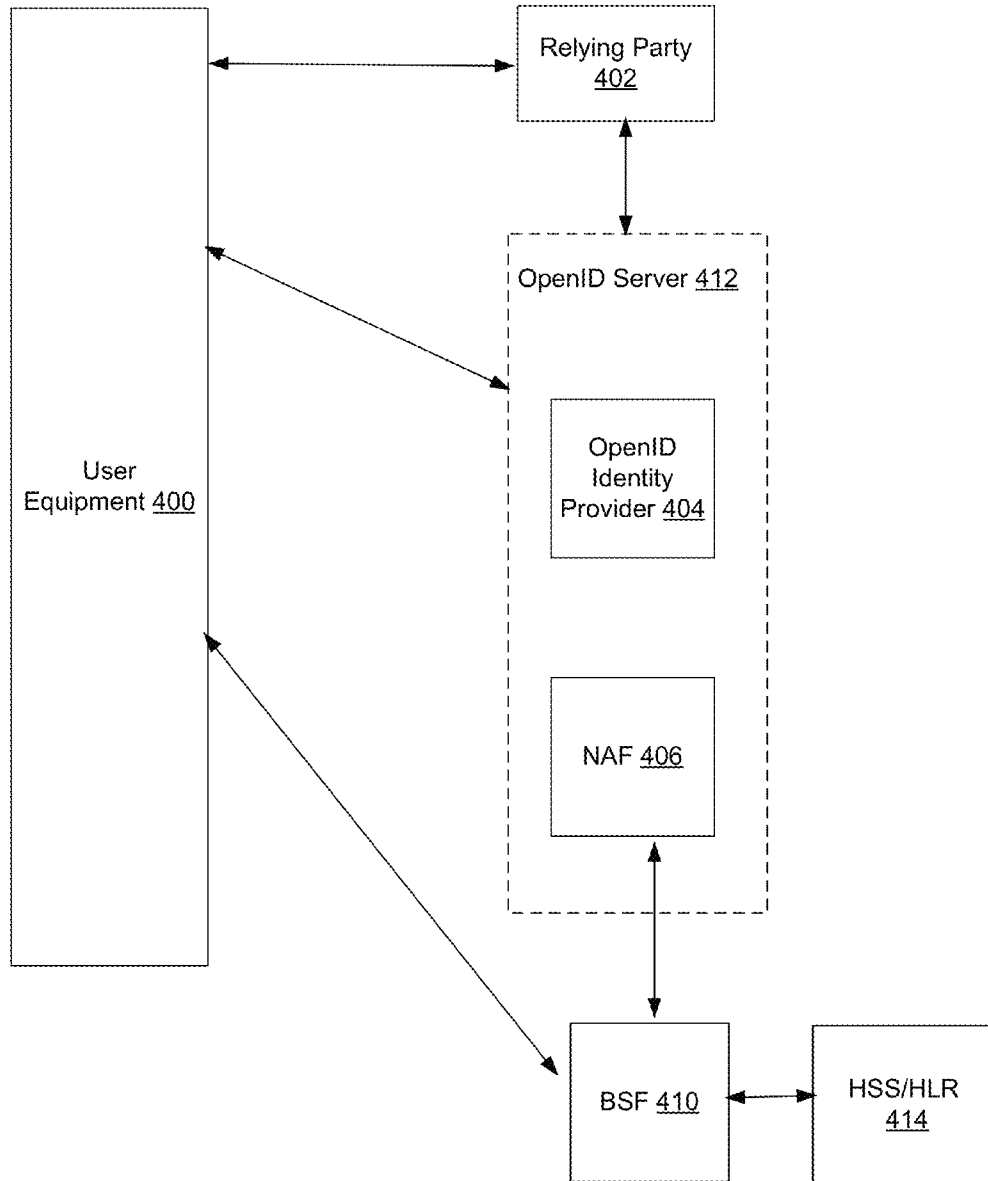 Relying Party
402
OpenID Server 412
OpenID
Identity
Provider 404
User
Equipment 400
NAF 406
BSF 410
HSS/HLR
414